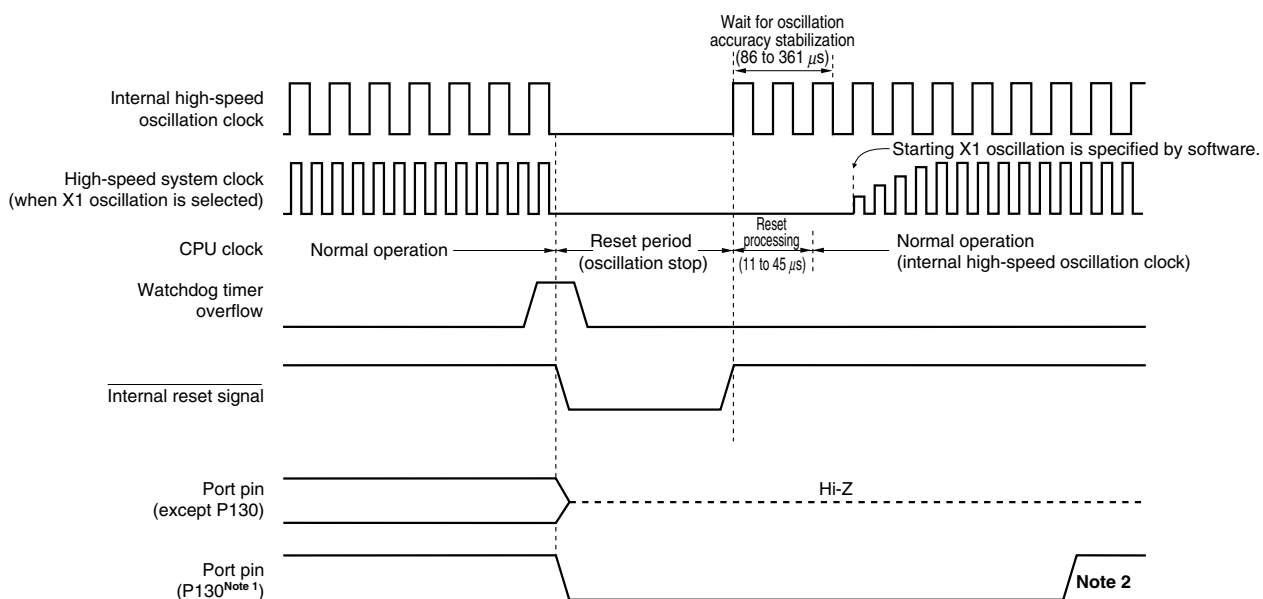 Wait for oscillation
accuracy stabilization
(86 to 361 μs)
Internal high-speed
oscillation clock
Starting X1 oscillation is specified by software.
High-speed system clock
(when X1 oscillation is selected)
CPU clock
Normal operation
Reset period
(oscillation stop)
Reset
processing
(11 to 45 μs)
Normal operation
(internal high-speed oscillation clock)
Watchdog timer
overflow
Internal reset signal
Port pin
(except P130)
Hi-Z
Port pin
(P130Note 1)
Note 2